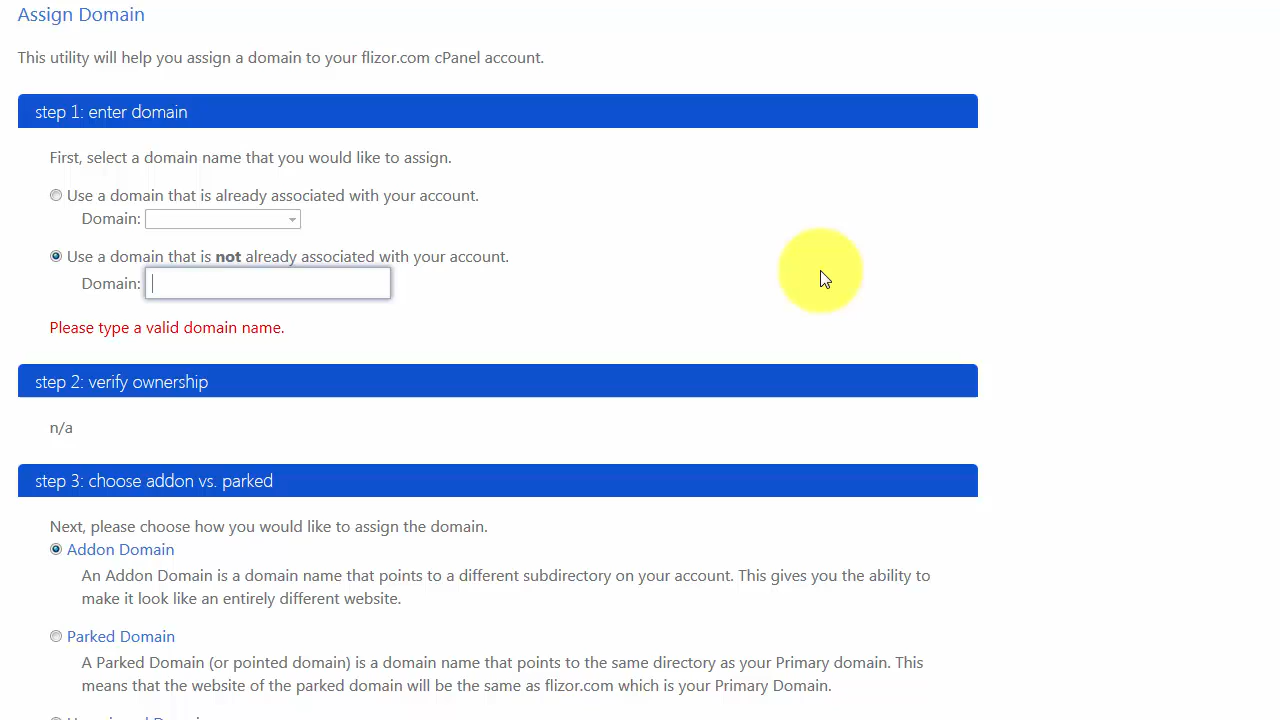 Assign Domain
This utility will help you assign a domain to your flizor.com cPanel account.
step 1: enter domain
First, select a domain name that you would like to assign.
Use a domain that is already associated with your account.
Domain:
Use a domain that is not already associated with your account.
Domain:
Please type a valid domain name.
step 2: verify ownership
n/a
step 3: choose addon vs. parked
Next, please choose how you would like to assign the domain.
Addon Domain
An Addon Domain is a domain name that points to a different subdirectory on your account. This gives you the ability to
make it look like an entirely different website.
Parked Domain
A Parked Domain (or pointed domain) is a domain name that points to the same directory as your Primary domain. This
means that the website of the parked domain will be the same as flizor.com which is your Primary Domain.